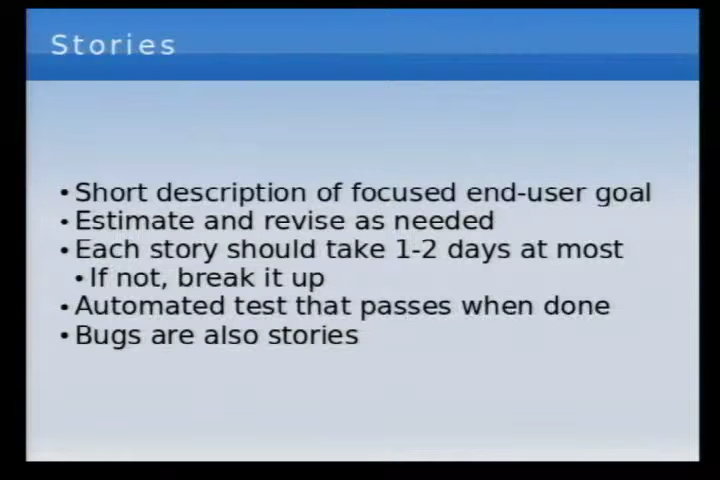 Stories
• Short description of focused end-user goal
• Estimate and revise as needed
• Each story should take 1-2 days at most
• If not, break it up
• Automated test that passes when done
• Bugs are also stories